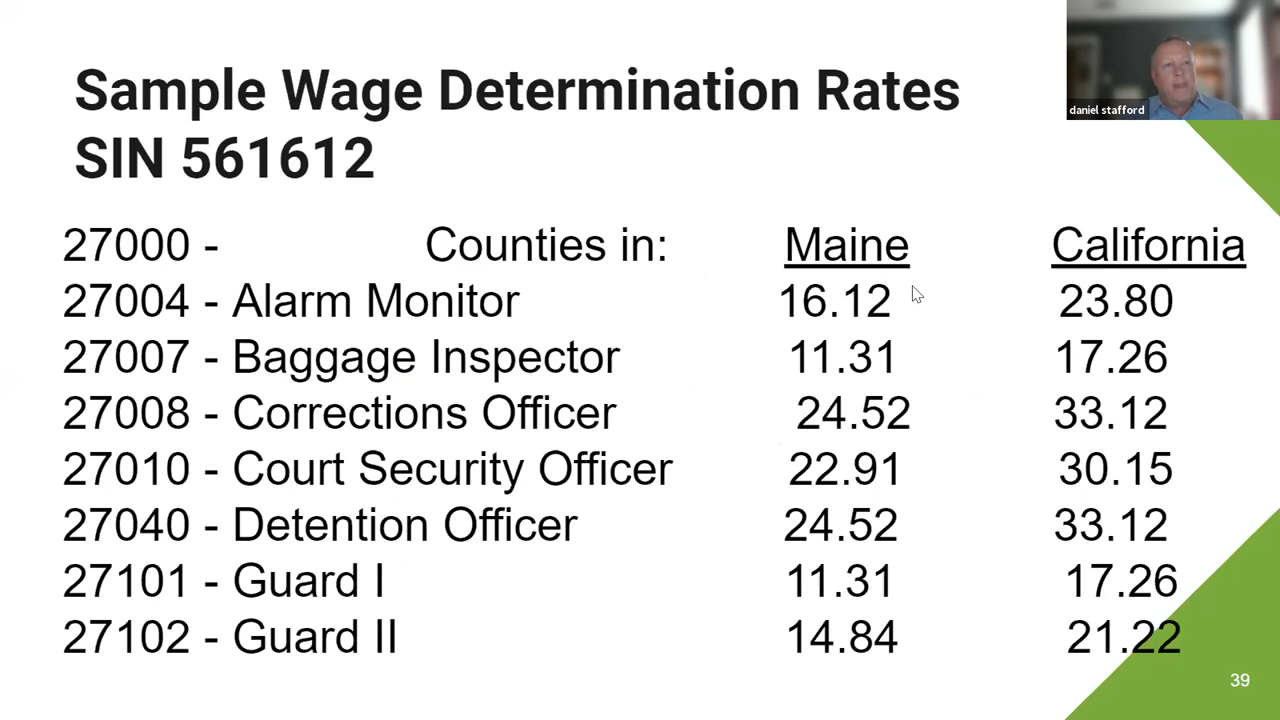 Sample Wage Determination Rates
SIN 561612
daniel stafford
27000 - Counties in: Maine California
27004 - Alarm Monitor 16.12 23.80
27007 - Baggage Inspector 11.31 17.26
27008 - Corrections Officer 24.52 33.12
27010 - Court Security Officer 22.91 30.15
27040 - Detention Officer 24.52 33.12
27101 - Guard I 11.31 17.26
27102 - Guard II 14.84 21.22
39